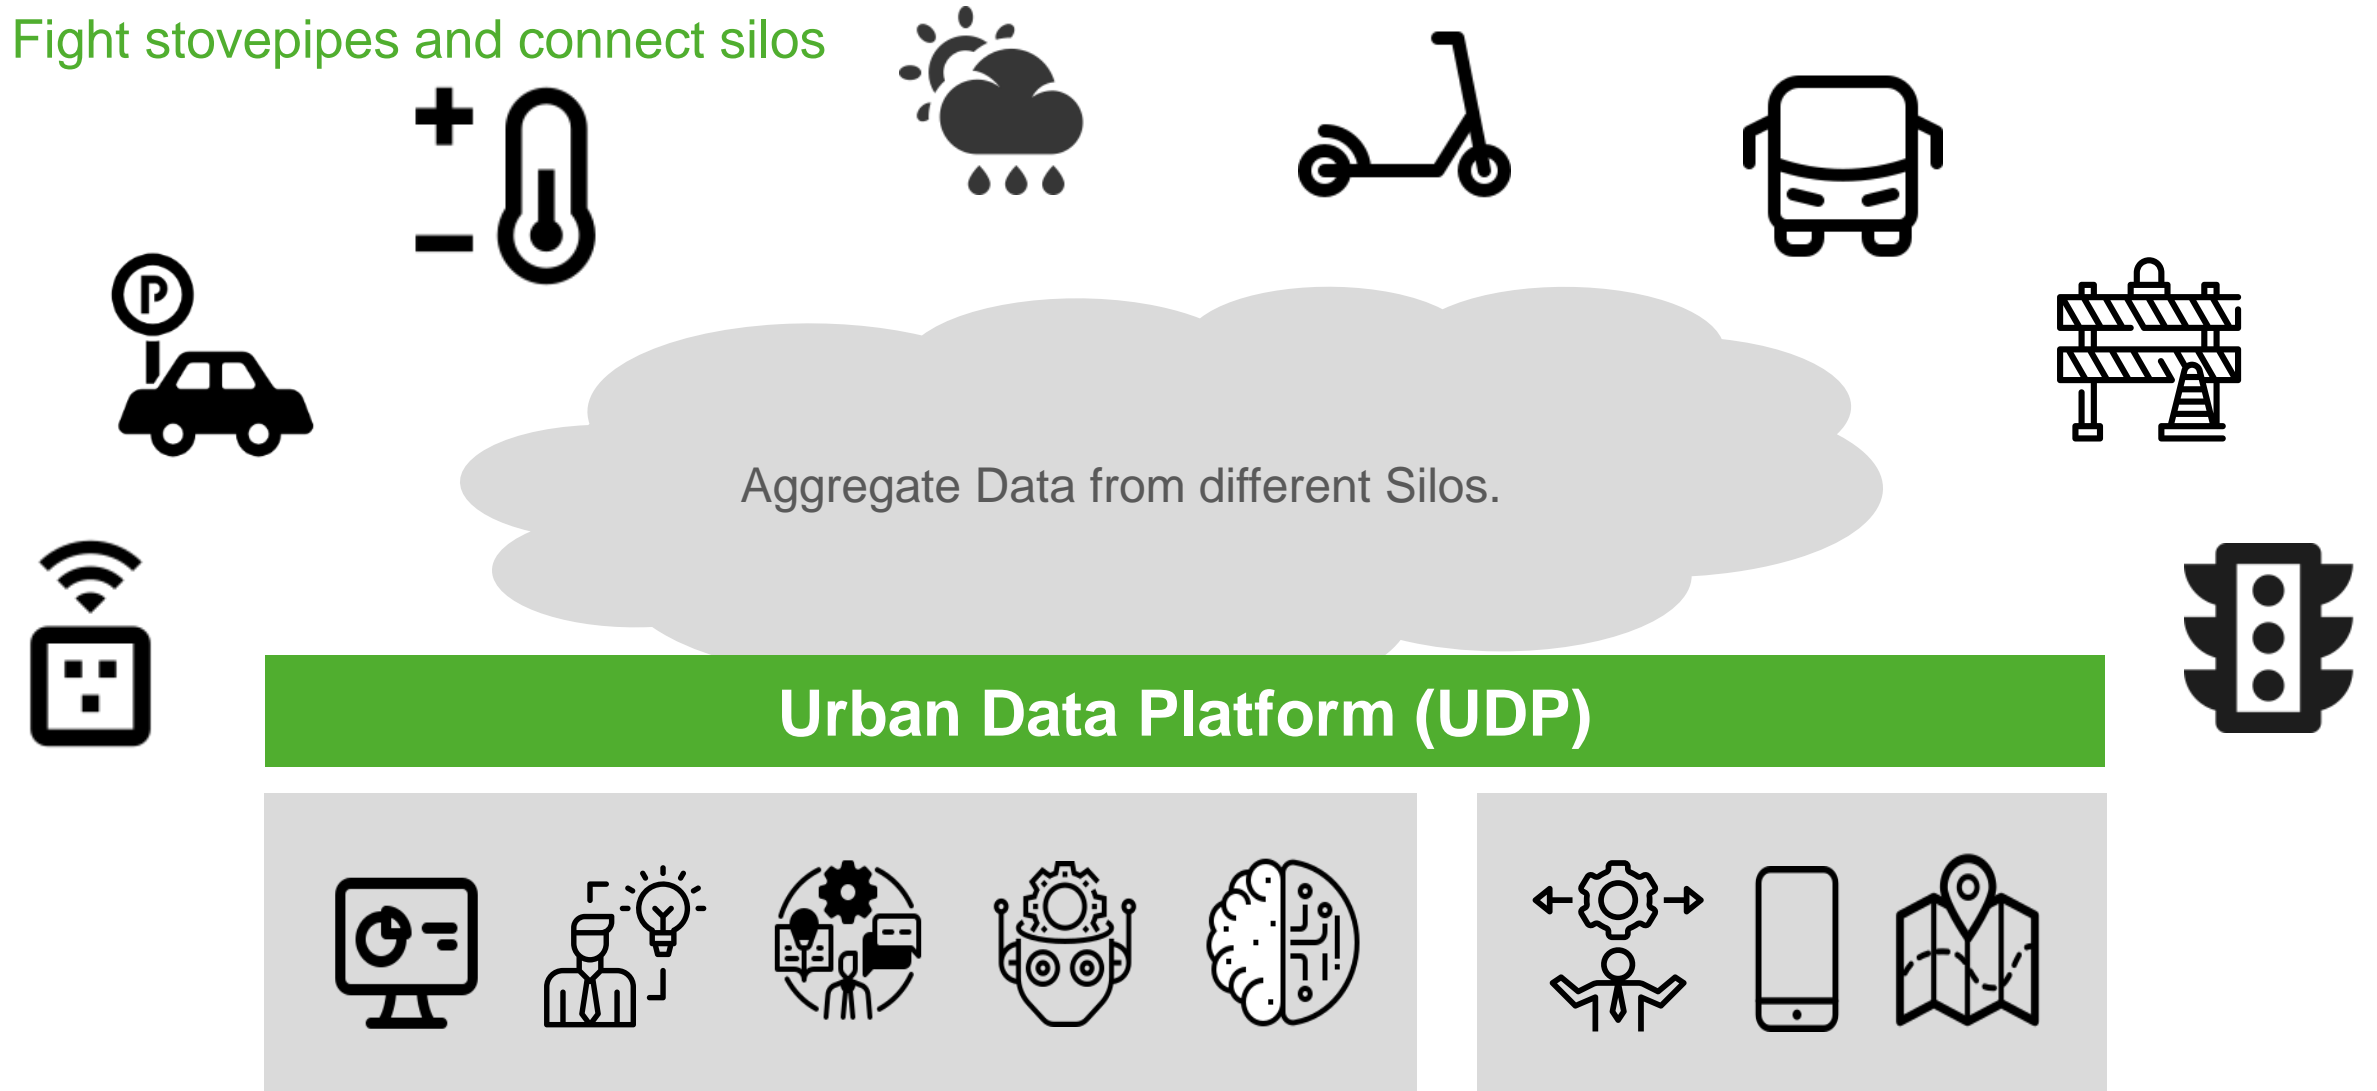 Fight stovepipes and connect silos
P
Aggregate Data from different Silos.
Urban Data Platform (UDP)